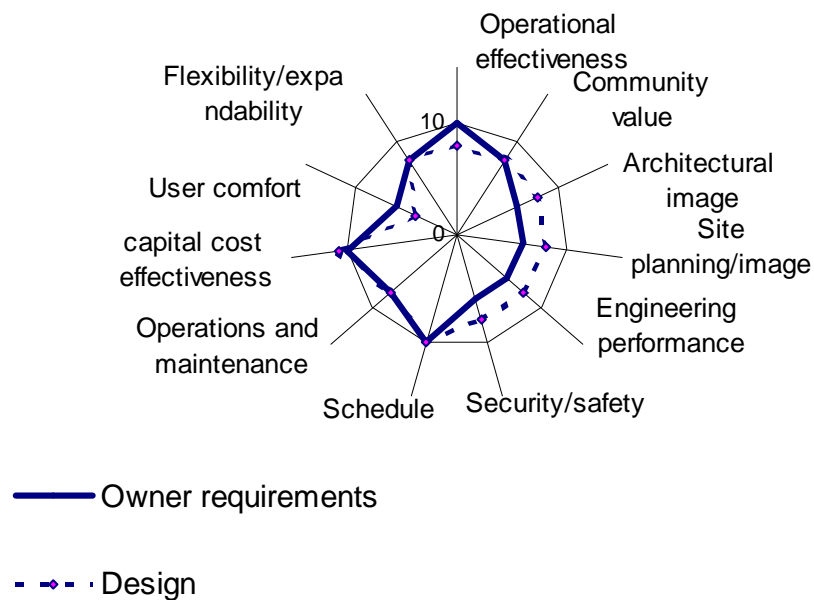 Operational
effectiveness
Community
value
Architectural
image
Site
planning/image
Engineering
performance
Security/safety
Schedule
Operations and
maintenance
capital cost
effectiveness
User comfort
Flexibility/expa
ndability
10
0
Owner requirements
Design